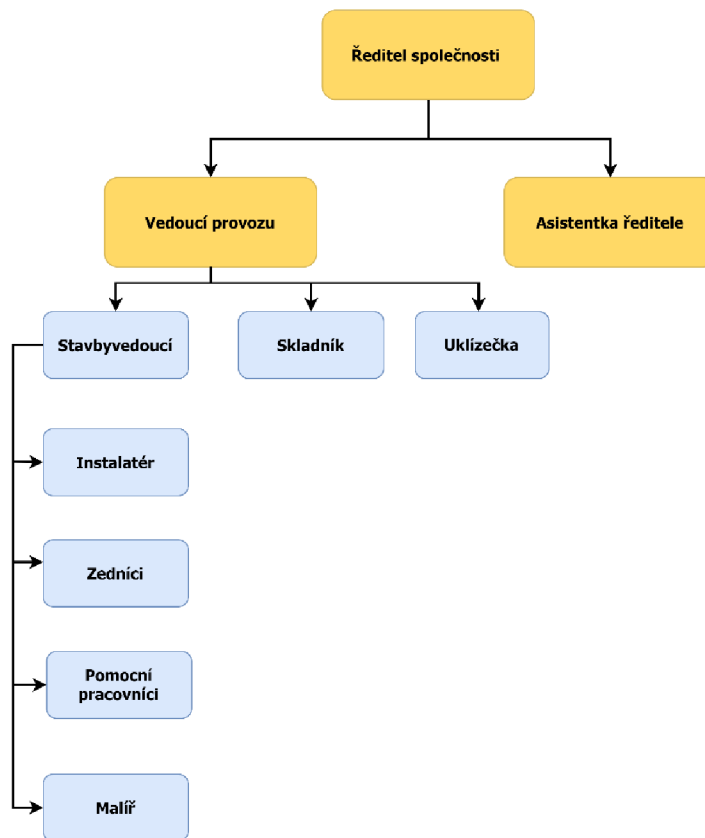 Ředitel společnosti
Vedoucí provozu
Asistentka ředitele
Stavbyvedoucí
Skladník
Uklízečka
Instalatér
Zedníci
Pomocní
pracovníci
Malíř